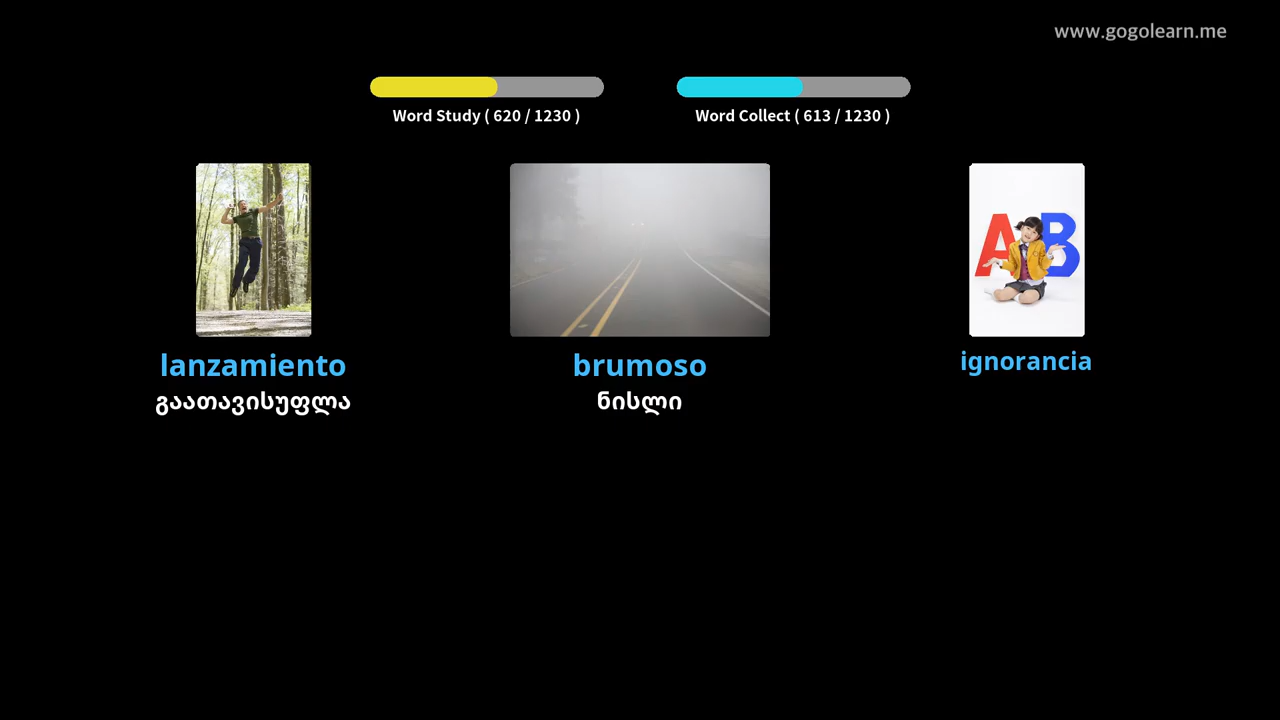 www.gogolearn.me
Word Study ( 620 / 1230 )
Word Collect ( 613 / 1230 )
A B
lanzamiento
brumoso
ignorancia
გაათავისუფლა
ნისლი